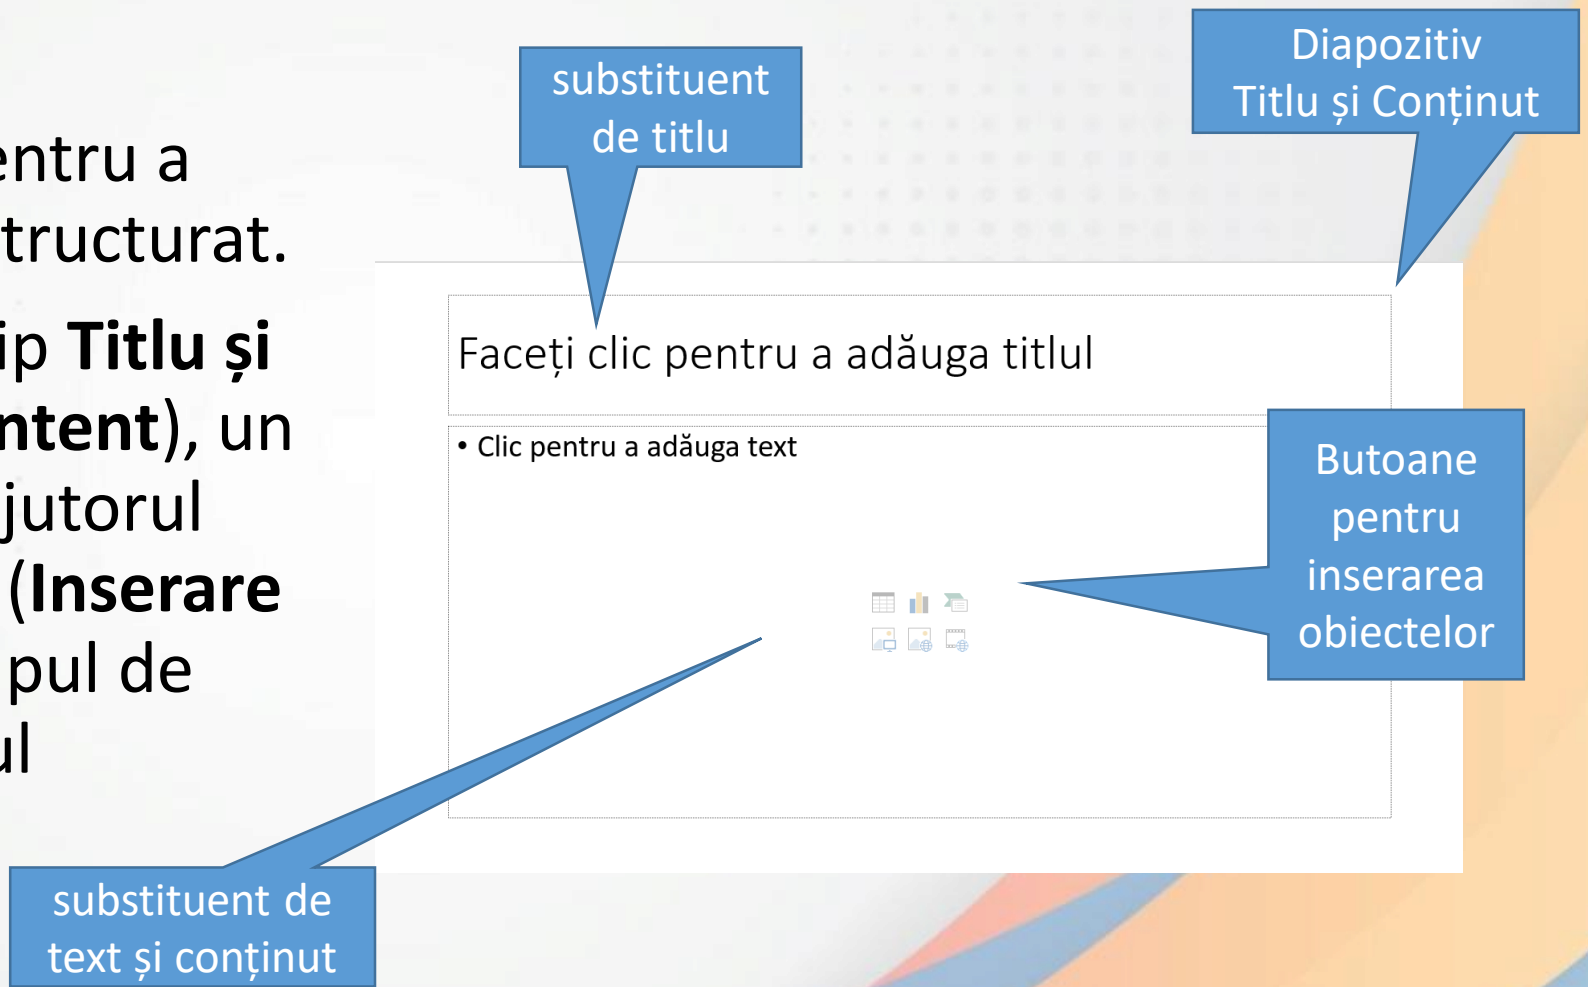 entru a
tructurat.
ip Titlu și
ntent), un
jutorul
(Inserare
pul de
ul
substituent
de titlu
Diapozitiv
Titlu și Conținut
Faceți clic pentru a adăuga titlul
• Clic pentru a adăuga text
Butoane
pentru
inserarea
obiectelor
substituent de
text și conținut